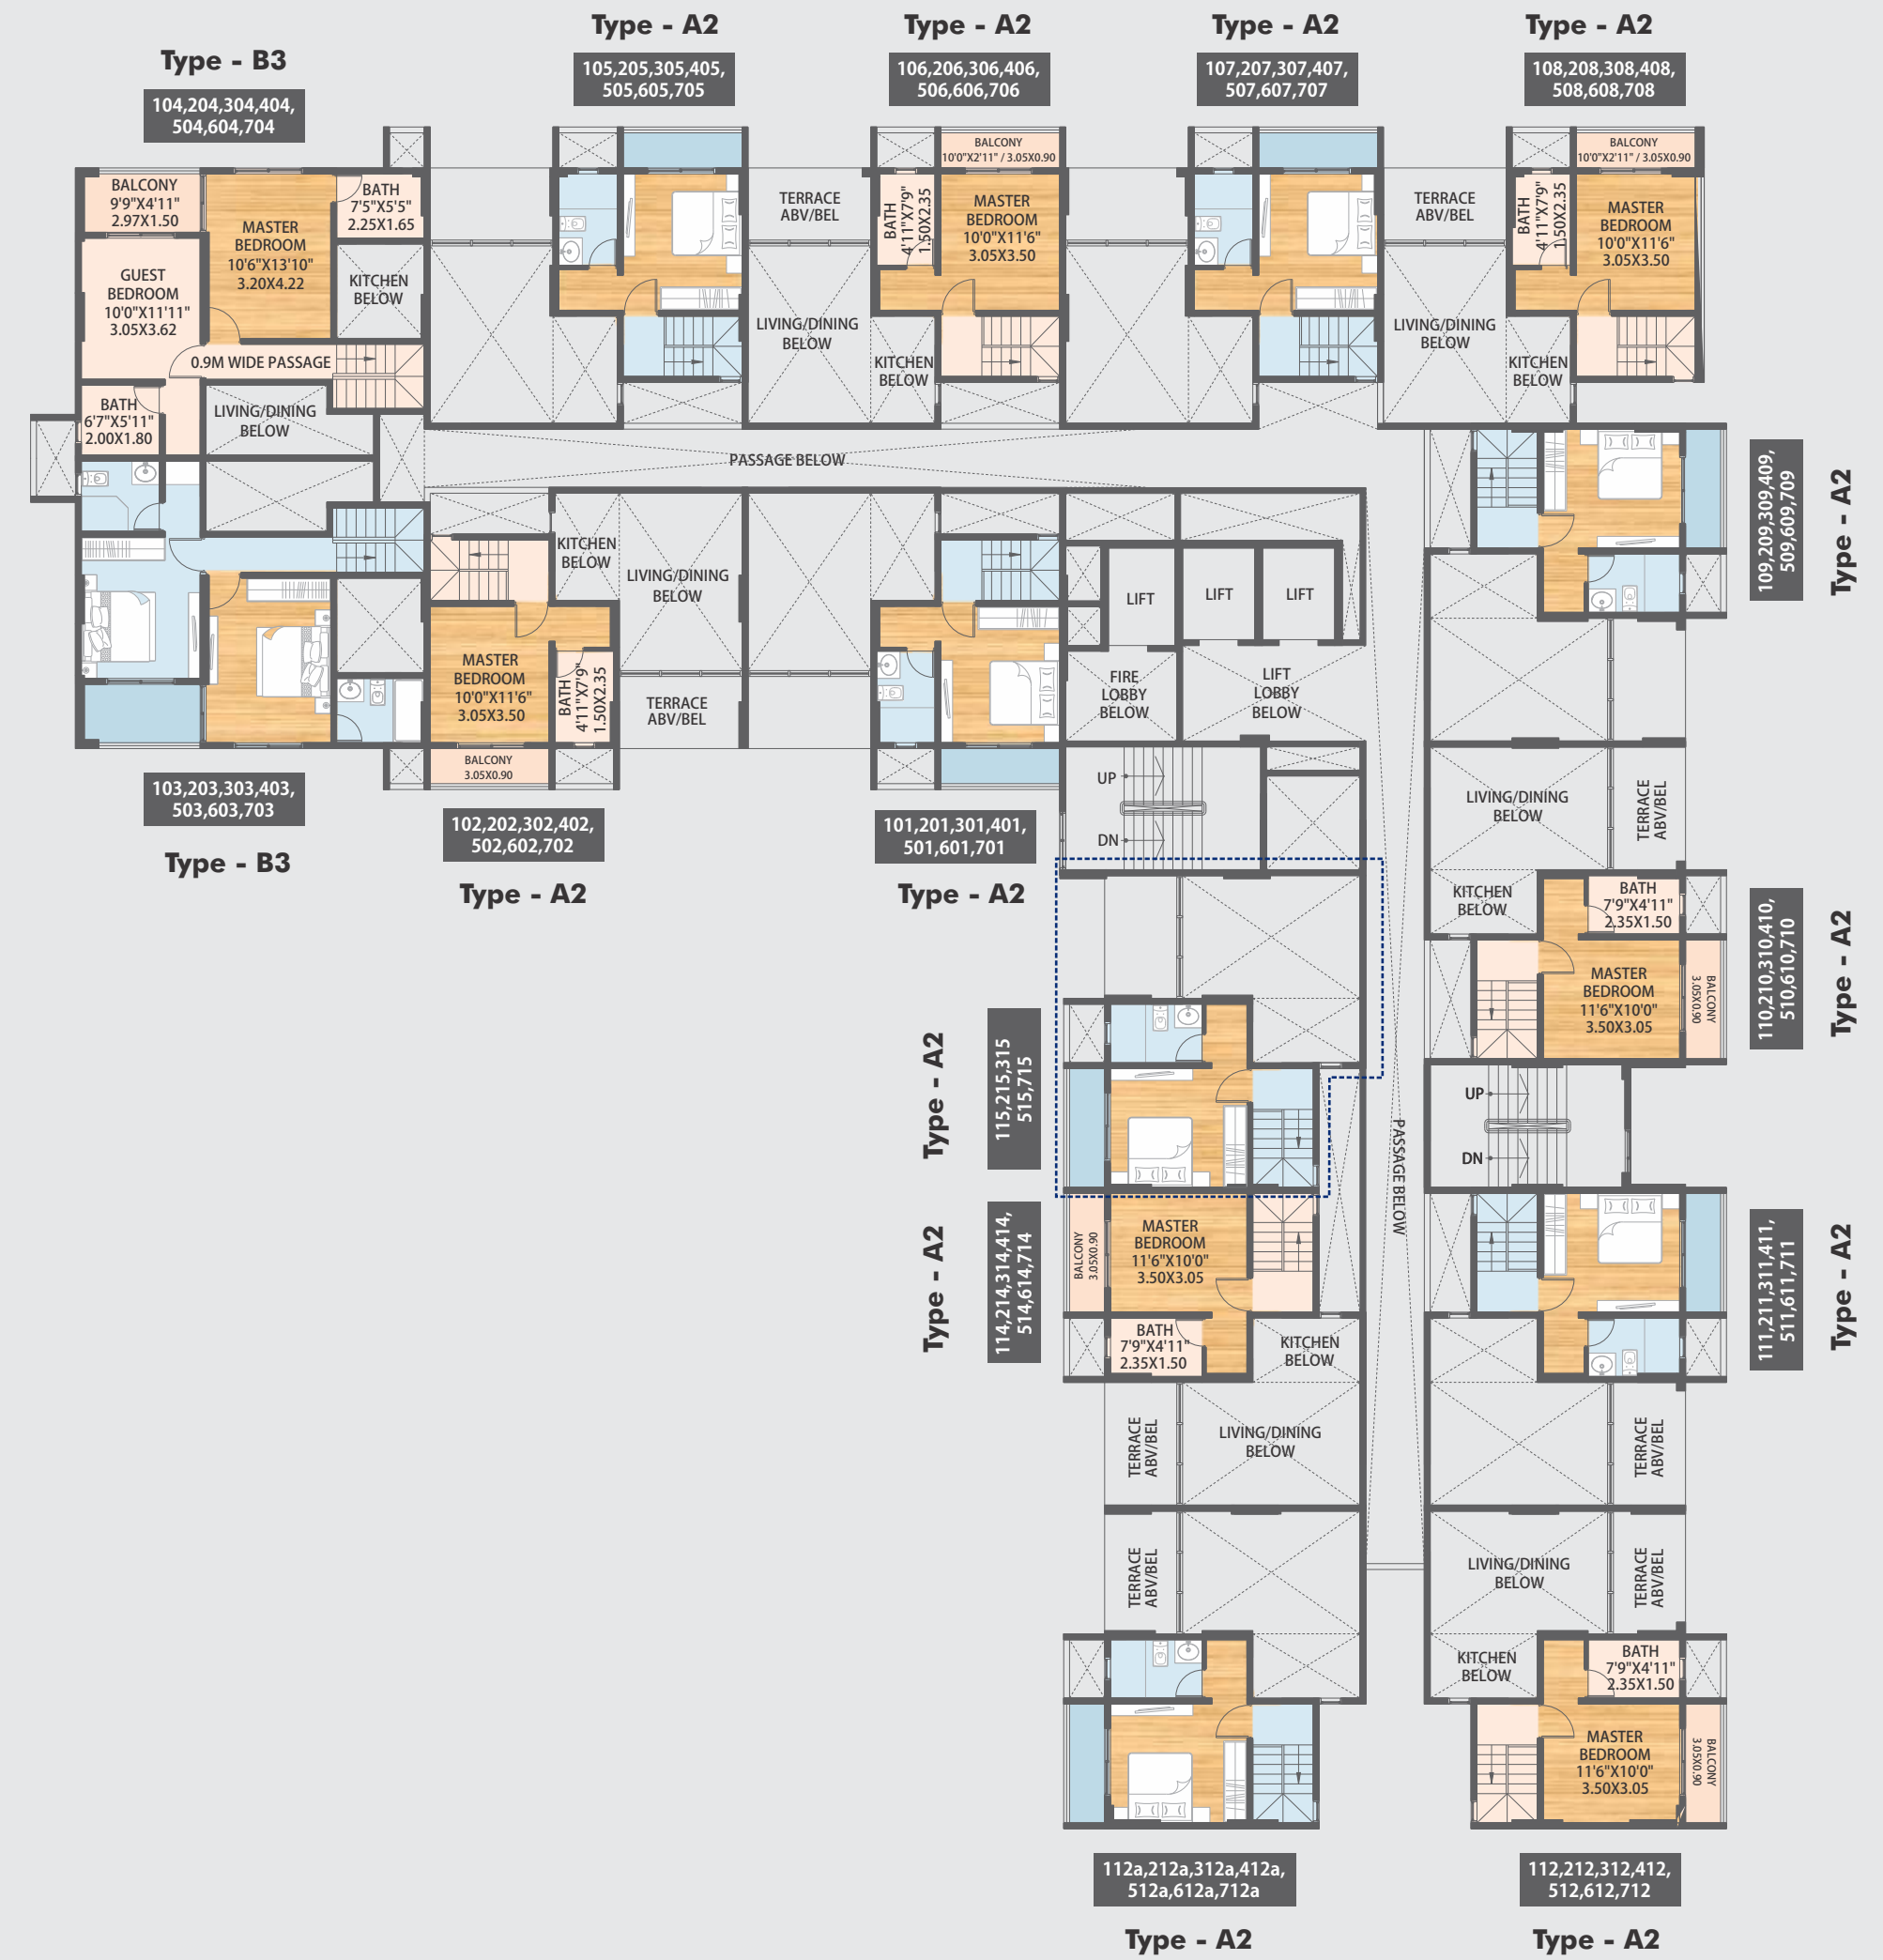 Type - B3
104,204,304,404,
504,604,704
Type - A2
105,205,305,405,
505,605,705
Type - A2
106,206,306,406,
506,606,706
Type - A2
107,207,307,407,
507,607,707
Type - A2
108,208,308,408,
508,608,708
BALCONY
9'9"X4'11"
2.97X1.50
MASTER
BEDROOM
10'6"X13'10"
3.20X4.22
BATH
7'5"X5'5"
2.25X1.65
GUEST
BEDROOM
10'0"X11'11"
3.05X3.62
KITCHEN
BELOW
0.9M WIDE PASSAGE
BATH
6'7"X5'11"
2.00X1.80
LIVING/DINING
BELOW
TERRACE
ABV/BEL
LIVING/DINING
BELOW
BALCONY
10'0"X2'11" / 3.05X0.90
BATH
4'11"X7'9"
1.50X2.35
MASTER
BEDROOM
10'0"X11'6"
3.05X3.50
KITCHEN
BELOW
TERRACE
ABV/BEL
LIVING/DINING
BELOW
BALCONY
10'0"X2'11" / 3.05X0.90
BATH
4'11"X7'9"
1.50X2.35
MASTER
BEDROOM
10'0"X11'6"
3.05X3.50
KITCHEN
BELOW
PASSAGE BELOW
109,209,309,409,
509,609,709
Type - A2
KITCHEN
BELOW
LIVING/DINING
BELOW
MASTER
BEDROOM
10'0"X11'6"
3.05X3.50
BATH
4'11"X7'9"
1.50X2.35
TERRACE
ABV/BEL
BALCONY
3.05X0.90
LIFT
LIFT
LIFT
FIRE
LOBBY
BELOW
LIFT
LOBBY
BELOW
UP
DN
103,203,303,403,
503,603,703
Type - B3
102,202,302,402,
502,602,702
Type - A2
101,201,301,401,
501,601,701
Type - A2
LIVING/DINING
BELOW
TERRACE
ABV/BEL
KITCHEN
BELOW
BATH
7'9"X4'11"
2.35X1.50
MASTER
BEDROOM
11'6"X10'0"
3.50X3.05
BALCONY
3.05X0.90
110,210,310,410,
510,610,710
Type - A2
Type - A2
115,215,315
515,715
UP
DN
PASSAGE BELOW
Type - A2
114,214,314,414,
514,614,714
BALCONY
3.05X0.90
MASTER
BEDROOM
11'6"X10'0"
3.50X3.05
BATH
7'9"X4'11"
2.35X1.50
KITCHEN
BELOW
TERRACE
ABV/BEL
LIVING/DINING
BELOW
111,211,311,411,
511,611,711
Type - A2
TERRACE
ABV/BEL
TERRACE
ABV/BEL
LIVING/DINING
BELOW
TERRACE
ABV/BEL
KITCHEN
BELOW
BATH
7'9"X4'11"
2.35X1.50
MASTER
BEDROOM
11'6"X10'0"
3.50X3.05
BALCONY
3.05X0.90
112a,212a,312a,412a,
512a,612a,712a
Type - A2
112,212,312,412,
512,612,712
Type - A2